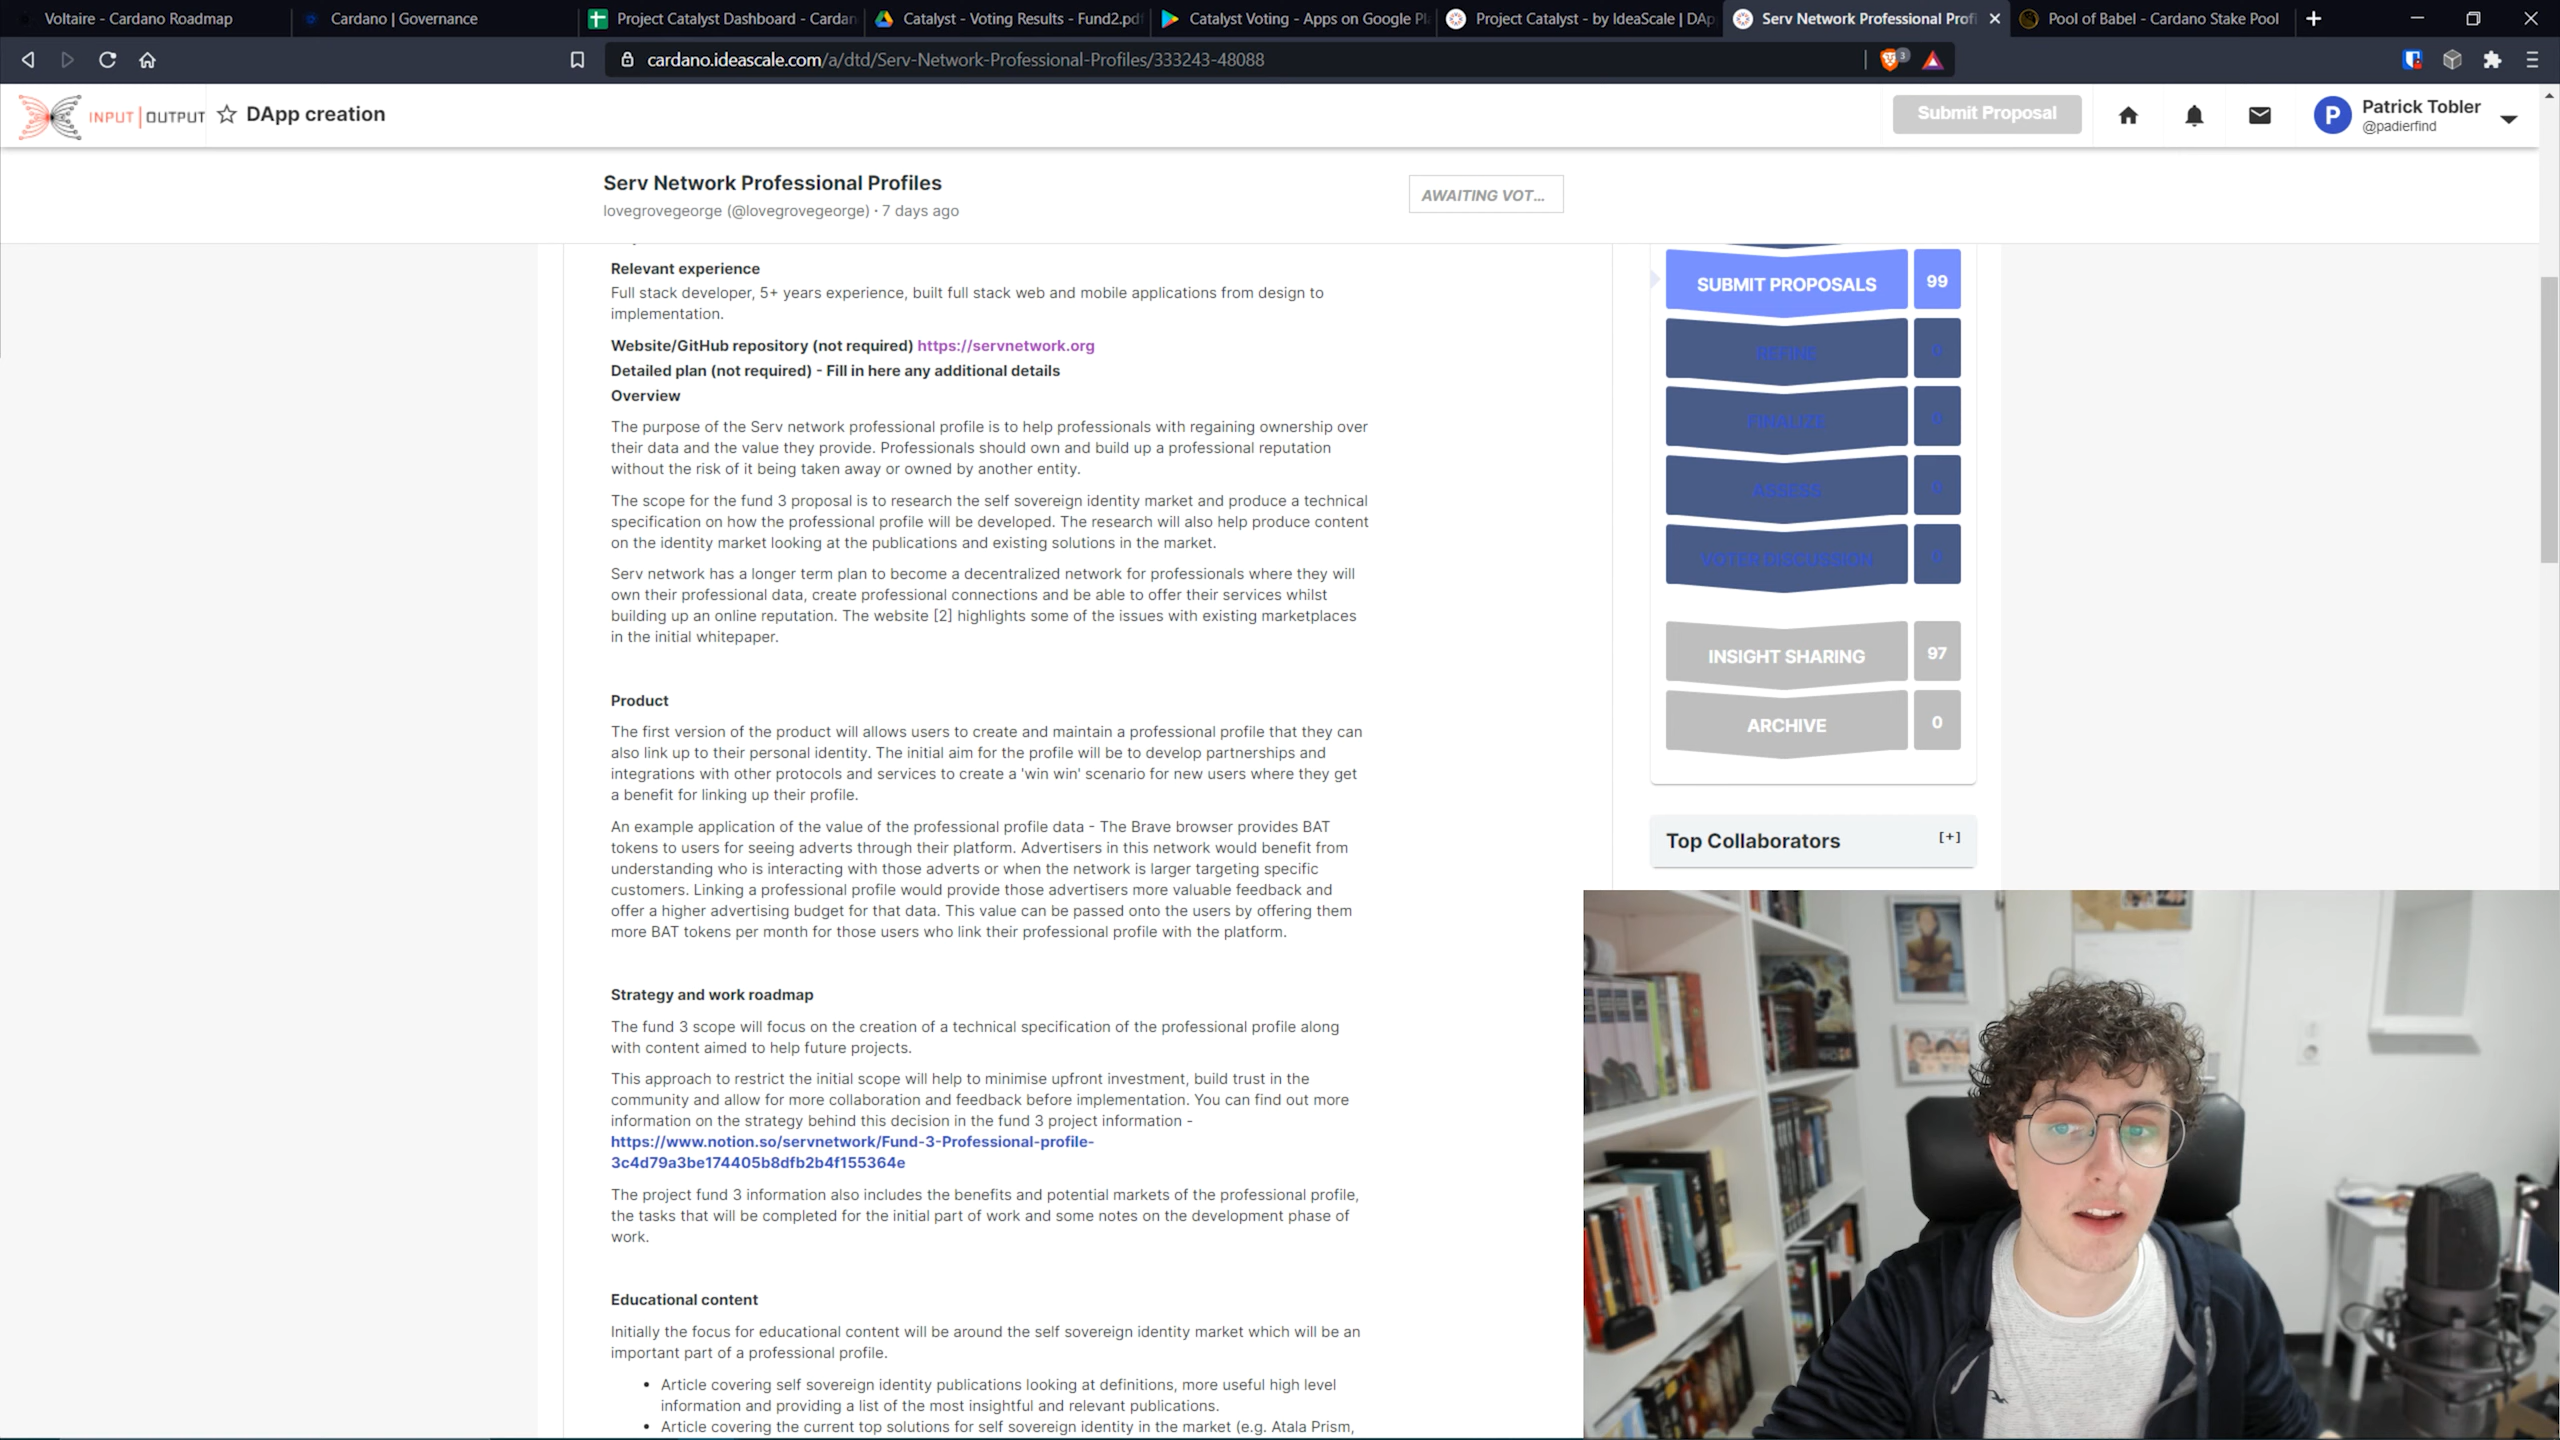 Voltaire - Cardano Roadmap
Cardano | Governance
Project Catalyst Dashboard - Cardan
Catalyst - Voting Results - Fund2.pdf
Catalyst Voting - Apps on Google Pl
Project Catalyst - by IdeaScale | DAp
Serv Network Professional Profi
Pool of Babel - Cardano Stake Pool
cardano.ideascale.com/a/dtd/Serv-Network-Professional-Profiles/333243-48088
3
INPUT | OUTPUT
DApp creation
Submit Proposal
P
Patrick Tobler
@padierfind
Serv Network Professional Profiles
lovegrovegeorge (@lovegrovegeorge) · 7 days ago
AWAITING VOT...
Relevant experience
Full stack developer, 5+ years experience, built full stack web and mobile applications from design to
implementation.
Website/GitHub repository (not required) https://servnetwork.org
Detailed plan (not required) - Fill in here any additional details
Overview
The purpose of the Serv network professional profile is to help professionals with regaining ownership over
their data and the value they provide. Professionals should own and build up a professional reputation
without the risk of it being taken away or owned by another entity.
The scope for the fund 3 proposal is to research the self sovereign identity market and produce a technical
specification on how the professional profile will be developed. The research will also help produce content
on the identity market looking at the publications and existing solutions in the market.
Serv network has a longer term plan to become a decentralized network for professionals where they will
own their professional data, create professional connections and be able to offer their services whilst
building up an online reputation. The website [2] highlights some of the issues with existing marketplaces
in the initial whitepaper.
Product
The first version of the product will allows users to create and maintain a professional profile that they can
also link up to their personal identity. The initial aim for the profile will be to develop partnerships and
integrations with other protocols and services to create a 'win win' scenario for new users where they get
a benefit for linking up their profile.
An example application of the value of the professional profile data - The Brave browser provides BAT
tokens to users for seeing adverts through their platform. Advertisers in this network would benefit from
understanding who is interacting with those adverts or when the network is larger targeting specific
customers. Linking a professional profile would provide those advertisers more valuable feedback and
offer a higher advertising budget for that data. This value can be passed onto the users by offering them
more BAT tokens per month for those users who link their professional profile with the platform.
Strategy and work roadmap
The fund 3 scope will focus on the creation of a technical specification of the professional profile along
with content aimed to help future projects.
This approach to restrict the initial scope will help to minimise upfront investment, build trust in the
community and allow for more collaboration and feedback before implementation. You can find out more
information on the strategy behind this decision in the fund 3 project information -
https://www.notion.so/servnetwork/Fund-3-Professional-profile-
3c4d79a3be174405b8dfb2b4f155364e
The project fund 3 information also includes the benefits and potential markets of the professional profile,
the tasks that will be completed for the initial part of work and some notes on the development phase of
work.
Educational content
Initially the focus for educational content will be around the self sovereign identity market which will be an
important part of a professional profile.
• Article covering self sovereign identity publications looking at definitions, more useful high level
information and providing a list of the most insightful and relevant publications.
• Article covering the current top solutions for self sovereign identity in the market (e.g. Atala Prism,
SUBMIT PROPOSALS 99
REFINE 0
FINALIZE 0
ASSESS 0
VOTER DISCUSSION 0
INSIGHT SHARING 97
ARCHIVE 0
Top Collaborators [+]